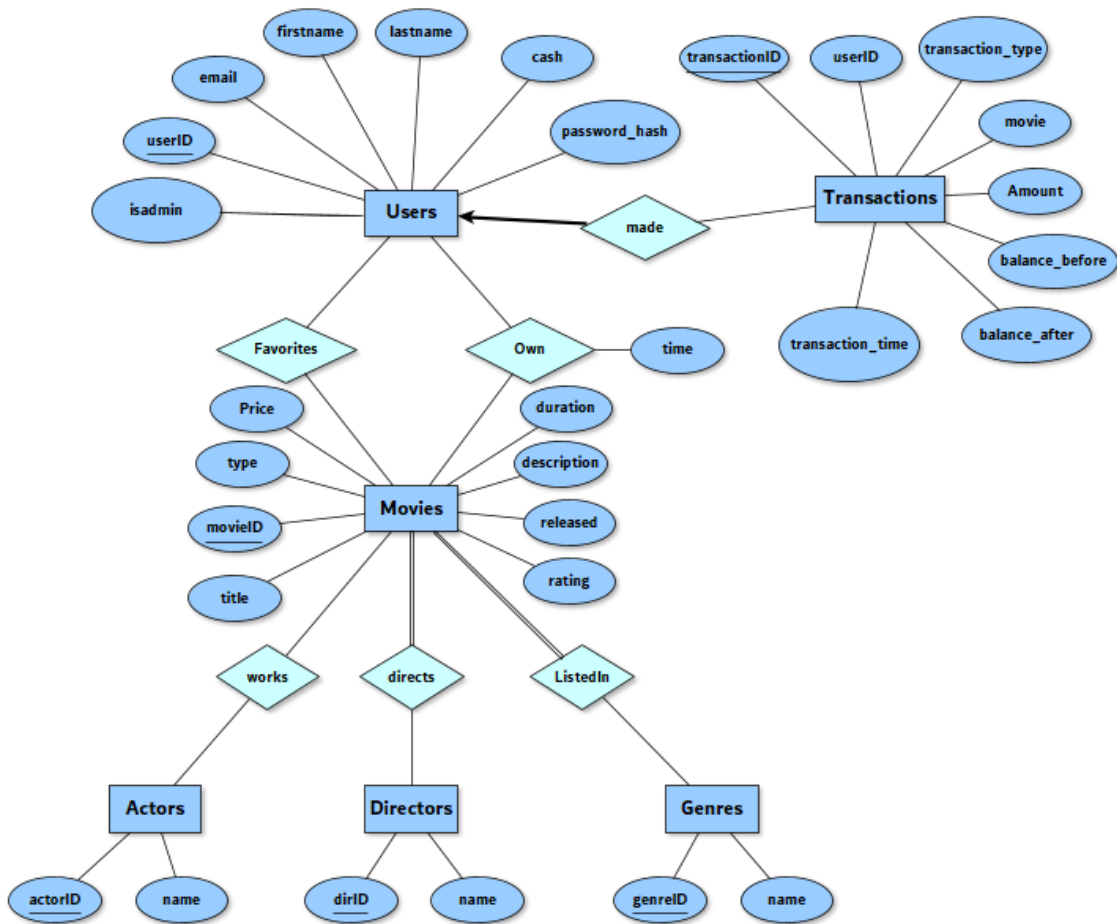 firstname
lastname
cash
email
userID
password_hash
isadmin
Users
made
transactionID
userID
transaction_type
movie
Transactions
Amount
balance_before
balance_after
transaction_time
Favorites
Own
time
Price
duration
type
description
Movies
movieID
released
title
rating
works
directs
ListedIn
Actors
Directors
Genres
actorID
name
dirID
name
genreID
name